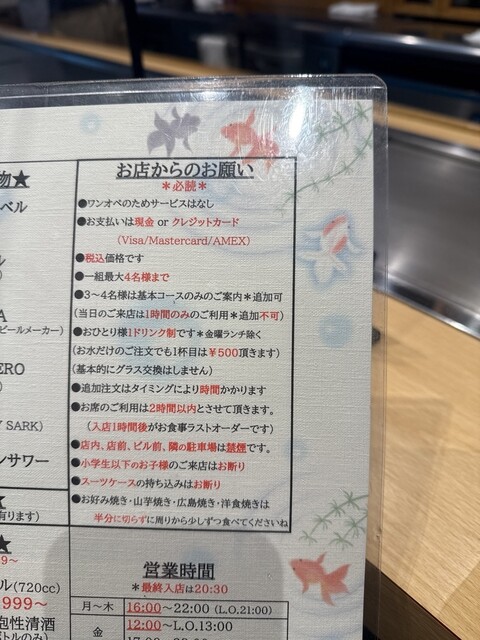 物★
ベル
ル
A
ビールメーカー)
ERO
Y SARK)
ンサワー
★
有ります)
★
9～
ル(720cc)
999～
泡性清酒
お店からのお願い
＊必読＊
●ワンオペのためサービスはなし
●お支払いは現金 or クレジットカード
(Visa/Mastercard/AMEX)
●税込価格です
●一組最大4名様まで
●3～4名様は基本コースのみのご案内＊追加可
(当日のご来店は1時間のみのご利用＊追加不可)
●おひとり様1ドリンク制です＊金曜ランチ除く
(お水だけのご注文でも1杯目は￥500頂きます)
(基本的にグラス交換はしません)
●追加注文はタイミングにより時間かかります
●お席のご利用は2時間以内とさせて頂きます。
(入店1時間後がお食事ラストオーダーです)
●店内、店前、ビル前、隣の駐車場は禁煙です。
●小学生以下のお子様のご来店はお断り
●スーツケースの持ち込みはお断り
●お好み焼き・山芋焼き・広島焼き・洋食焼きは
半分に切らずに周りから少しずつ食べてくださいね
営業時間
＊最終入店は20:30
月～木 16:00～22:00 (L.O.21:00)
金 12:00～L.O.13:00